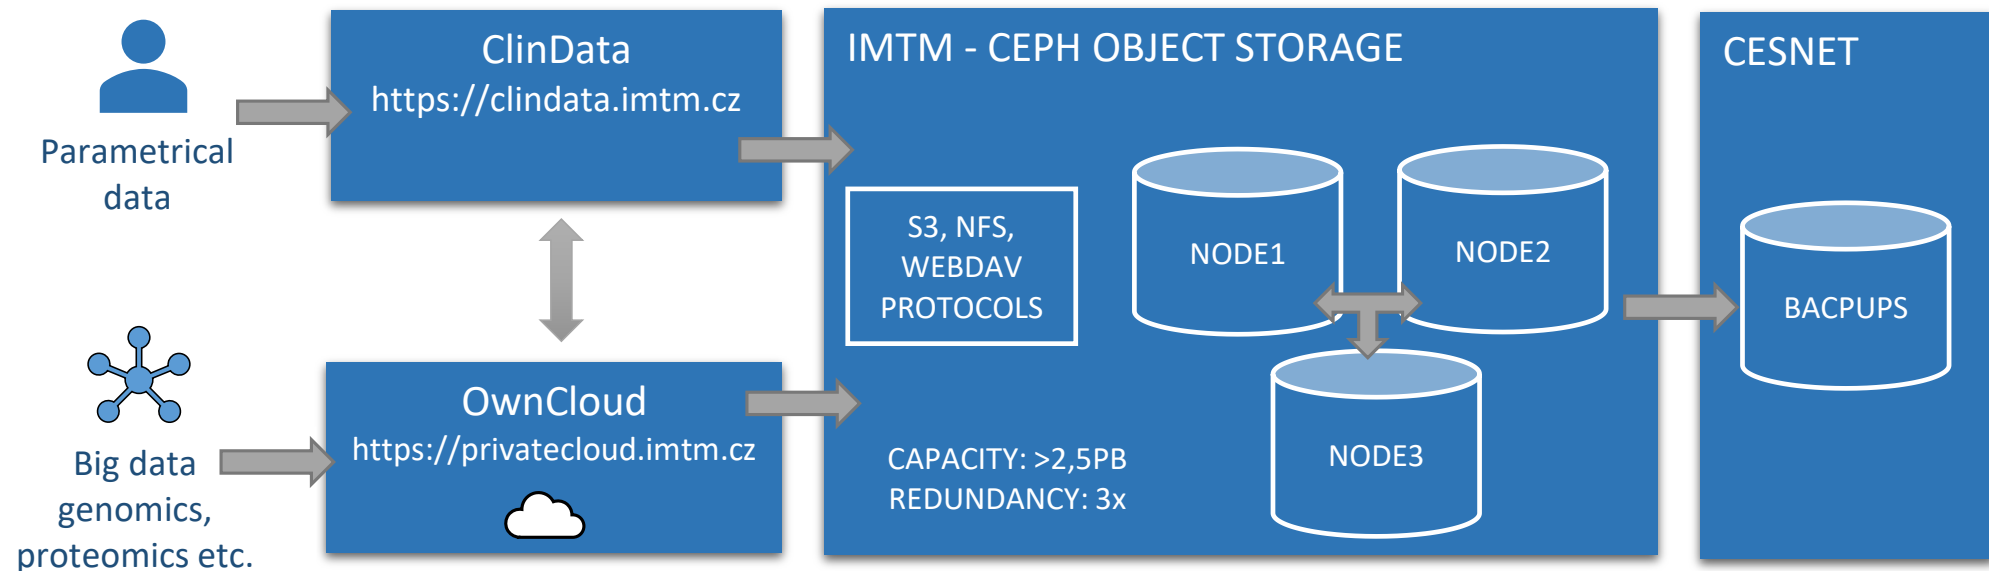 Parametrical
data
Big data
genomics,
proteomics etc.
ClinData
https://clindata.imtm.cz
OwnCloud
https://privatecloud.imtm.cz
IMTM - CEPH OBJECT STORAGE
S3, NFS,
WEBDAV
PROTOCOLS
NODE1
NODE2
NODE3
CAPACITY: >2,5PB
REDUNDANCY: 3x
CESNET
BACPUPS